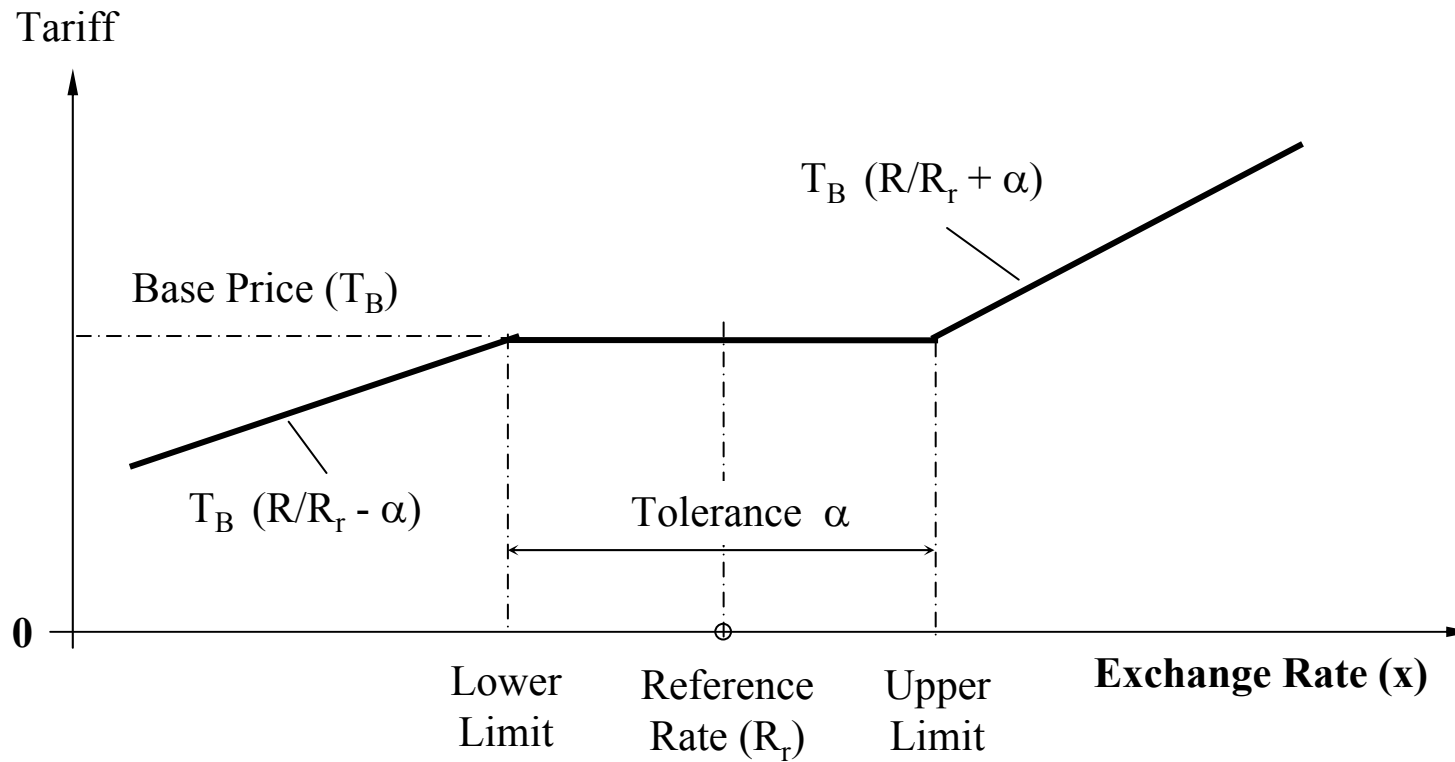 Tariff
T_B (R/R_r + α)
Base Price (T_B)
T_B (R/R_r - α)
Tolerance α
0
Lower
Limit
Reference
Rate (R_r)
Upper
Limit
Exchange Rate (x)